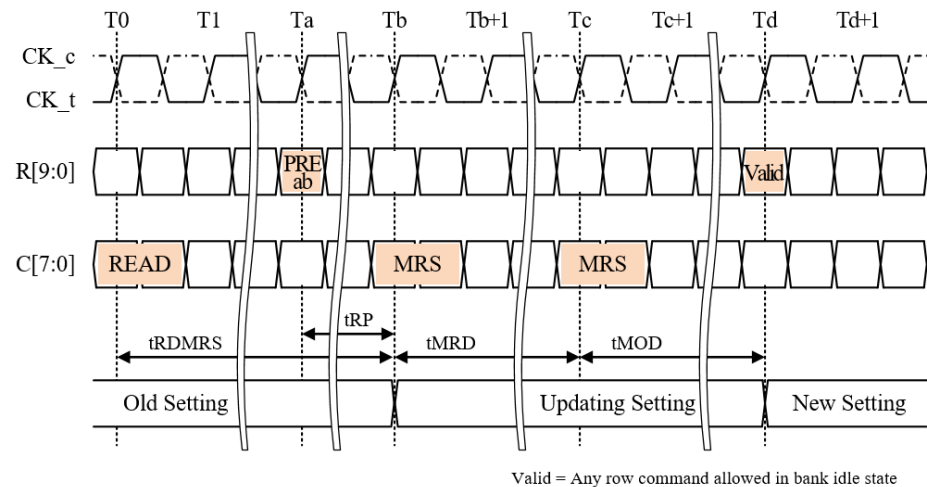 T0 T1 Ta Tb Tb+1 Tc Tc+1 Td Td+1
CK_c
CK_t
R[9:0]
PRE
ab
Valid
C[7:0] READ MRS MRS
tRP
tRDMRS tMRD tMOD
Old Setting Updating Setting New Setting
Valid = Any row command allowed in bank idle state